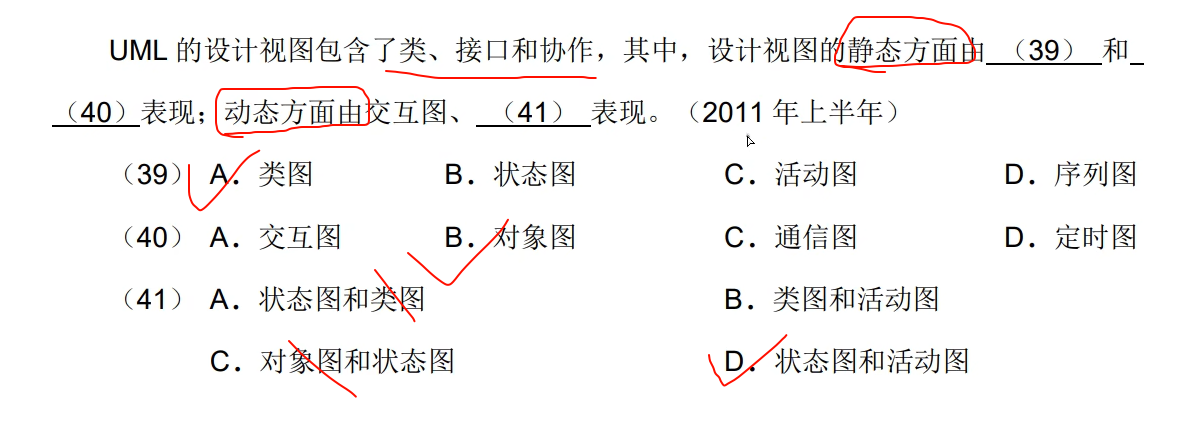 UML 的设计视图包含了类、接口和协作，其中，设计视图的静态方面由 （39） 和
（40）表现；动态方面由交互图、 （41） 表现。（2011 年上半年）
（39） A．类图 B．状态图 C．活动图 D．序列图
（40） A．交互图 B．对象图 C．通信图 D．定时图
（41） A．状态图和类图 B．类图和活动图
C．对象图和状态图 D．状态图和活动图